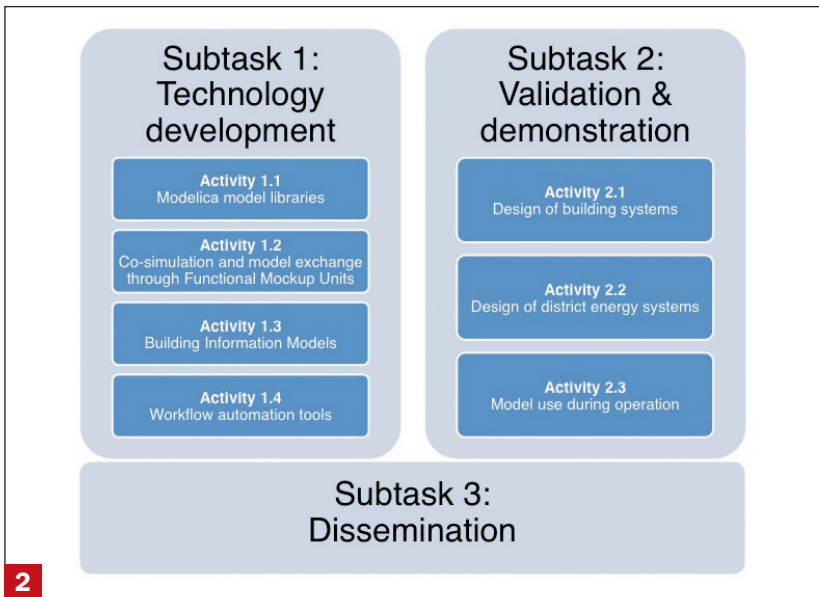 Subtask 1:
Technology
development
Activity 1.1
Modelica model libraries
Activity 1.2
Co-simulation and model exchange
through Functional Mockup Units
Activity 1.3
Building Information Models
Activity 1.4
Workflow automation tools
Subtask 2:
Validation &
demonstration
Activity 2.1
Design of building systems
Activity 2.2
Design of district energy systems
Activity 2.3
Model use during operation
Subtask 3:
Dissemination
2